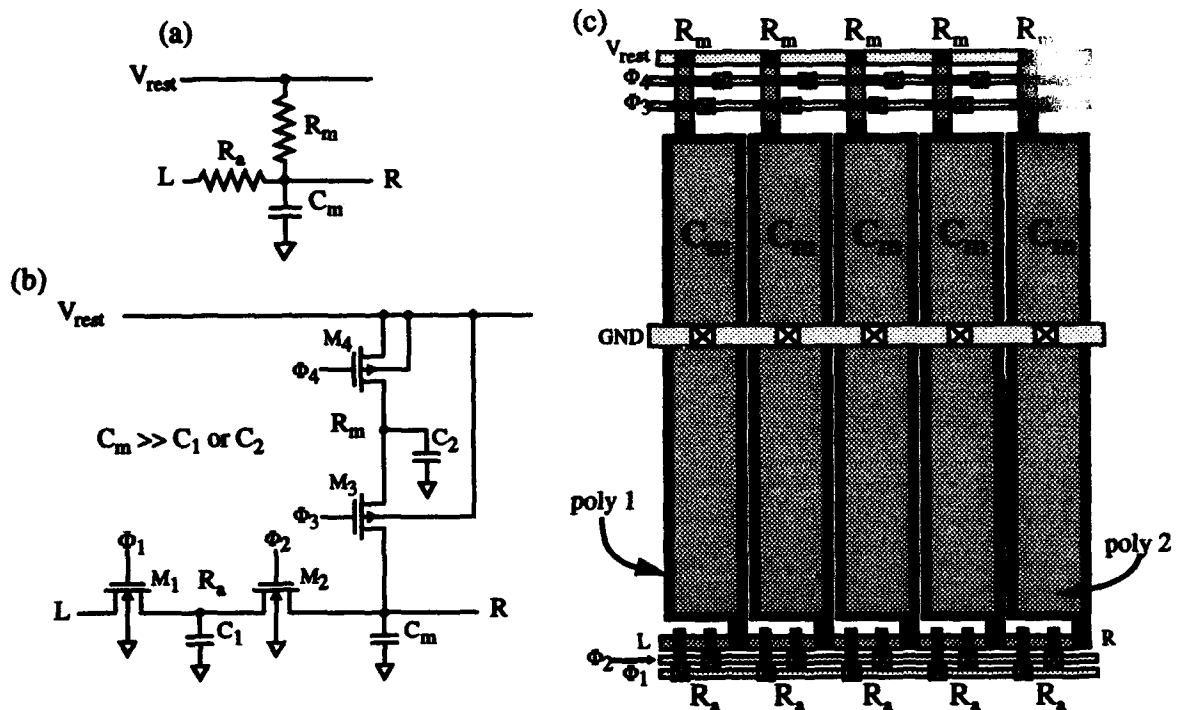 (a)
V_rest
R_m
R_a
L
R
C_m
(b)
V_rest
M_4
Φ_4
R_m
C_2
C_m >> C_1 or C_2
M_3
Φ_3
Φ_1
Φ_2
M_1
R_a
M_2
L
R
C_1
C_m
(c)
R_m R_m R_m R_m
V_rest
Φ_4
Φ_3
C_m C_m C_m C_m C_m
GND
poly 1
poly 2
L
R
Φ_2
Φ_1
R_a R_a R_a R_a R_a